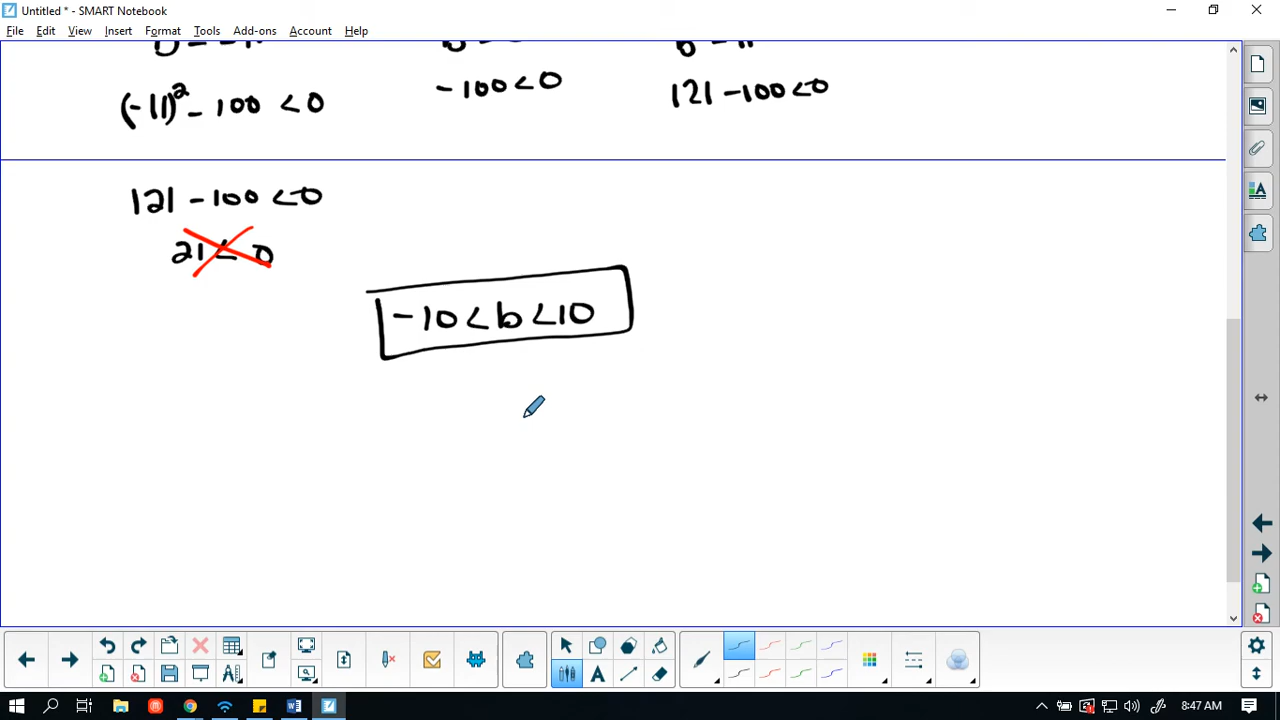 Untitled * - SMART Notebook
File Edit View Insert Format Tools Add-ons Account Help
(-11)² - 100 < 0
-100 < 0
121 - 100 < 0
121 - 100 < 0
21 < 0
-10 < b < 10
8:47 AM